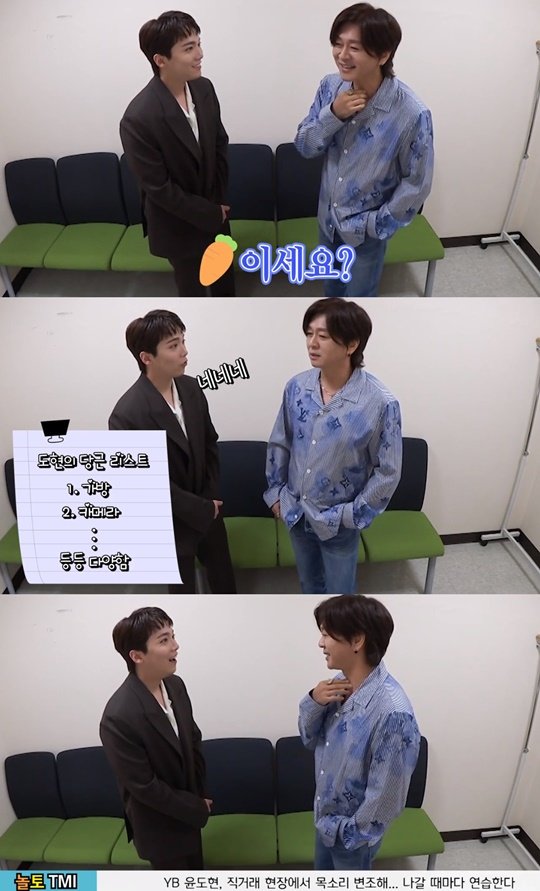 이세요?
네네네
도현의 당근 리스트
1. 가방
2. 카메라
등등 다양함
놀토 TMI
YB 윤도현, 직거래 현장에서 목소리 변조해... 나갈 때마다 연습한다